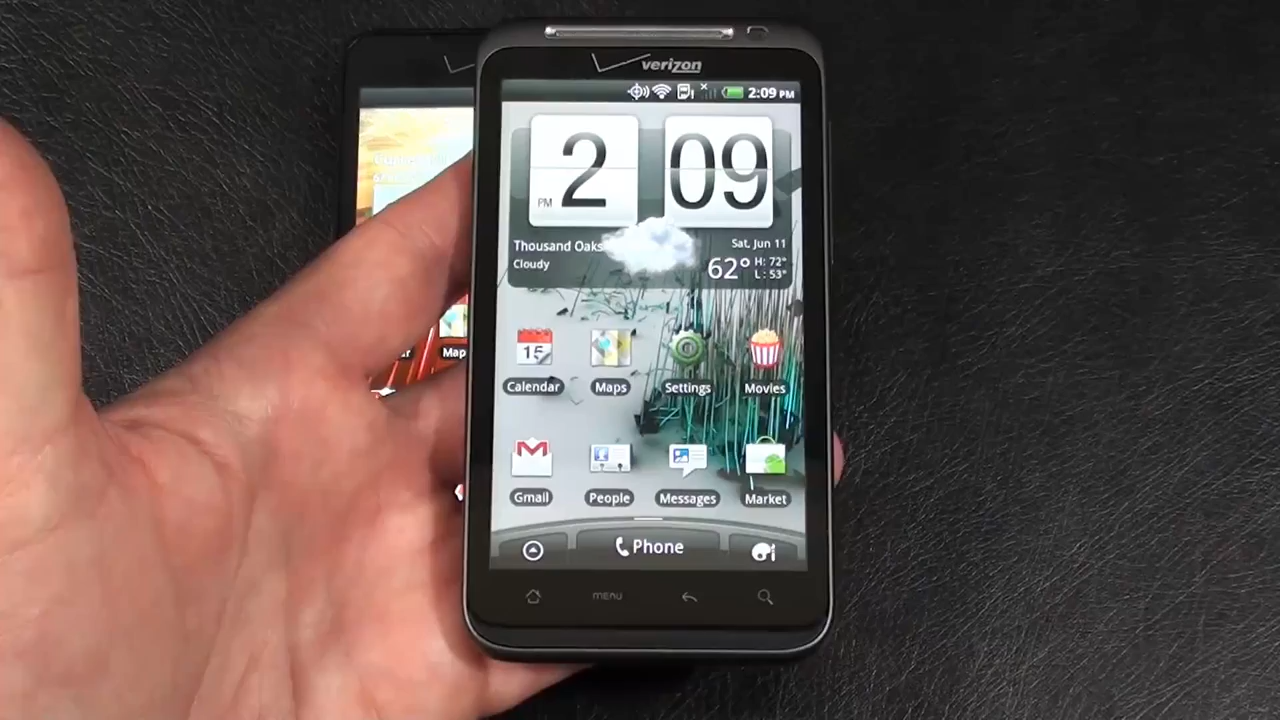 verizon
2:09 PM
PM 2 09
Thousand Oaks
Sat, Jun 11
Cloudy
62° H: 72°
L: 53°
15
Calendar Maps Settings Movies
Map
Gmail People Messages Market
Phone
MENU